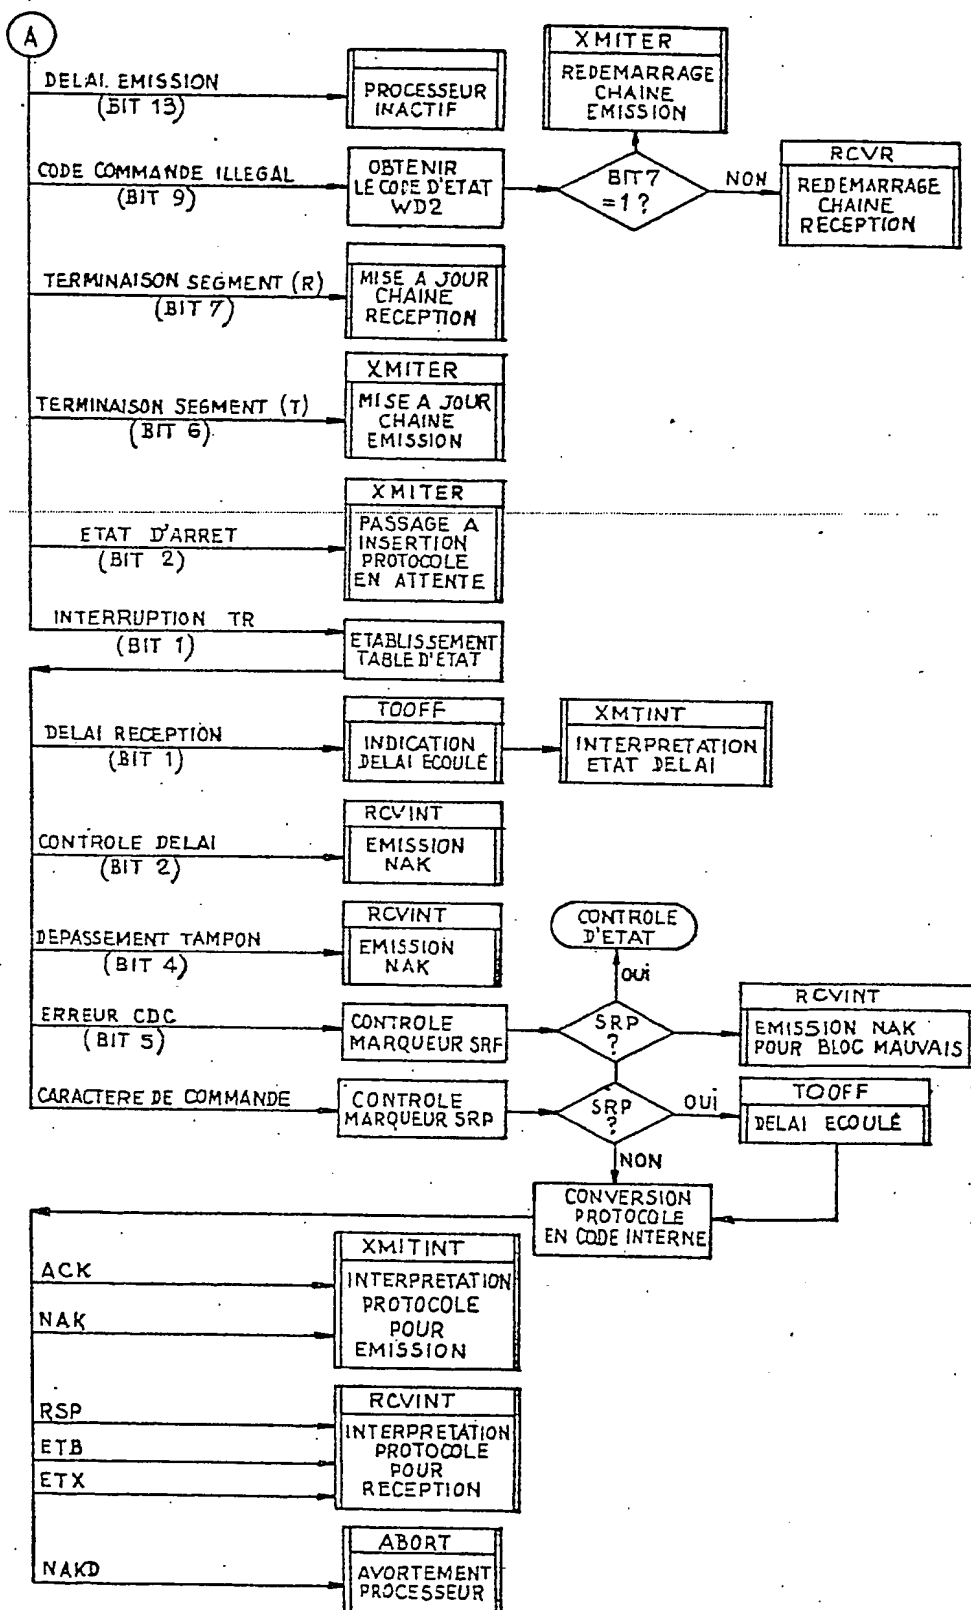 A
DELAI EMISSION
(BIT 13)
PROCESSEUR
INACTIF
XMITER
REDEMARRAGE
CHAINE
EMISSION
CODE COMMANDE ILLEGAL
(BIT 9)
OBTENIR
LE CODE D'ETAT
WD2
BIT7
=1?
NON
RCVR
REDEMARRAGE
CHAINE
RECEPTION
TERMINAISON SEGMENT (R)
(BIT 7)
MISE A JOUR
CHAINE
RECEPTION
TERMINAISON SEGMENT (T)
(BIT 6)
XMITER
MISE A JOUR
CHAINE
EMISSION
ETAT D'ARRET
(BIT 2)
XMITER
PASSAGE A
INSERTION
PROTOCOLE
EN ATTENTE
INTERRUPTION TR
(BIT 1)
ETABLISSEMENT
TABLE D'ETAT
DELAI RECEPTION
(BIT 1)
TOOFF
INDICATION
DELAI ECOULÉ
XMTINT
INTERPRETATION
ETAT DELAI
CONTROLE DELAI
(BIT 2)
RCVINT
EMISSION
NAK
DEPASSEMENT TAMPON
(BIT 4)
RCVINT
EMISSION
NAK
CONTROLE
D'ETAT
OUI
ERREUR CDC
(BIT 5)
CONTROLE
MARQUEUR SRF
SRP
?
RCVINT
EMISSION NAK
POUR BLOC MAUVAIS
CARACTERE DE COMMANDE
CONTROLE
MARQUEUR SRP
SRP
?
OUI
TOOFF
DELAI ECOULÉ
NON
CONVERSION
PROTOCOLE
EN CODE INTERNE
ACK
NAK
XMITINT
INTERPRETATION
PROTOCOLE
POUR
EMISSION
RSP
ETB
ETX
RCVINT
INTERPRETATION
PROTOCOLE
POUR
RECEPTION
NAKD
ABORT
AVORTEMENT
PROCESSEUR